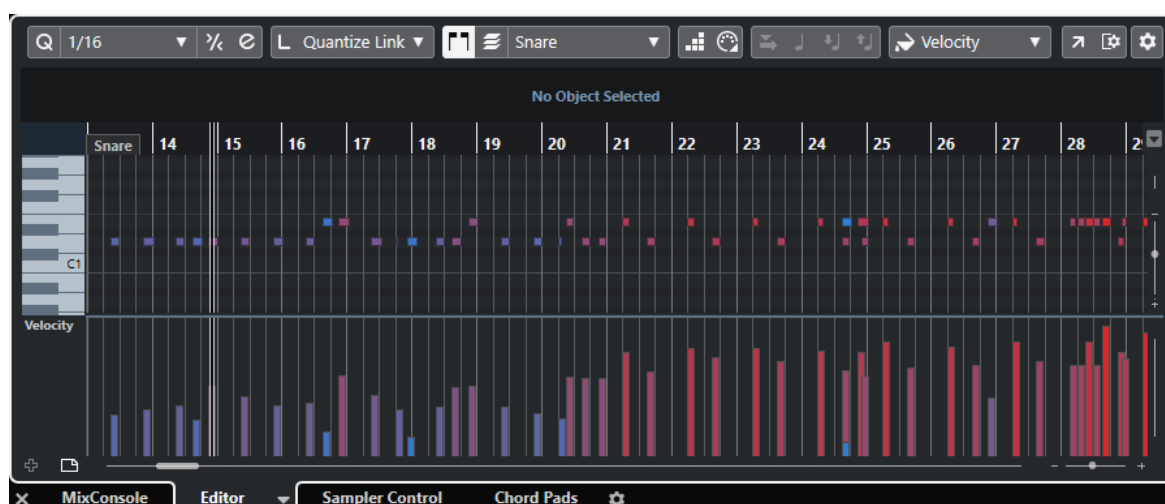 Q 1/16 L Quantize Link Snare Velocity
No Object Selected
Snare 14 15 16 17 18 19 20 21 22 23 24 25 26 27 28 2
C1
Velocity
MixConsole Editor Sampler Control Chord Pads